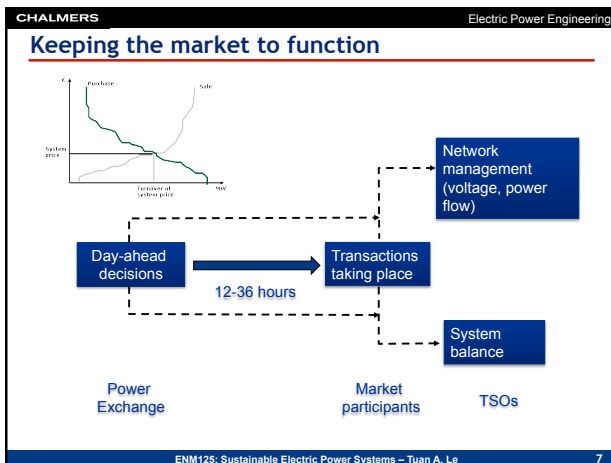 CHALMERS
Electric Power Engineering
Keeping the market to function
€
Purchase
Sale
System
price
Turnover at
system price
MW
Network
management
(voltage, power
flow)
Day-ahead
decisions
12-36 hours
Transactions
taking place
System
balance
Power
Exchange
Market
participants
TSOs
ENM125: Sustainable Electric Power Systems – Tuan A. Le
7